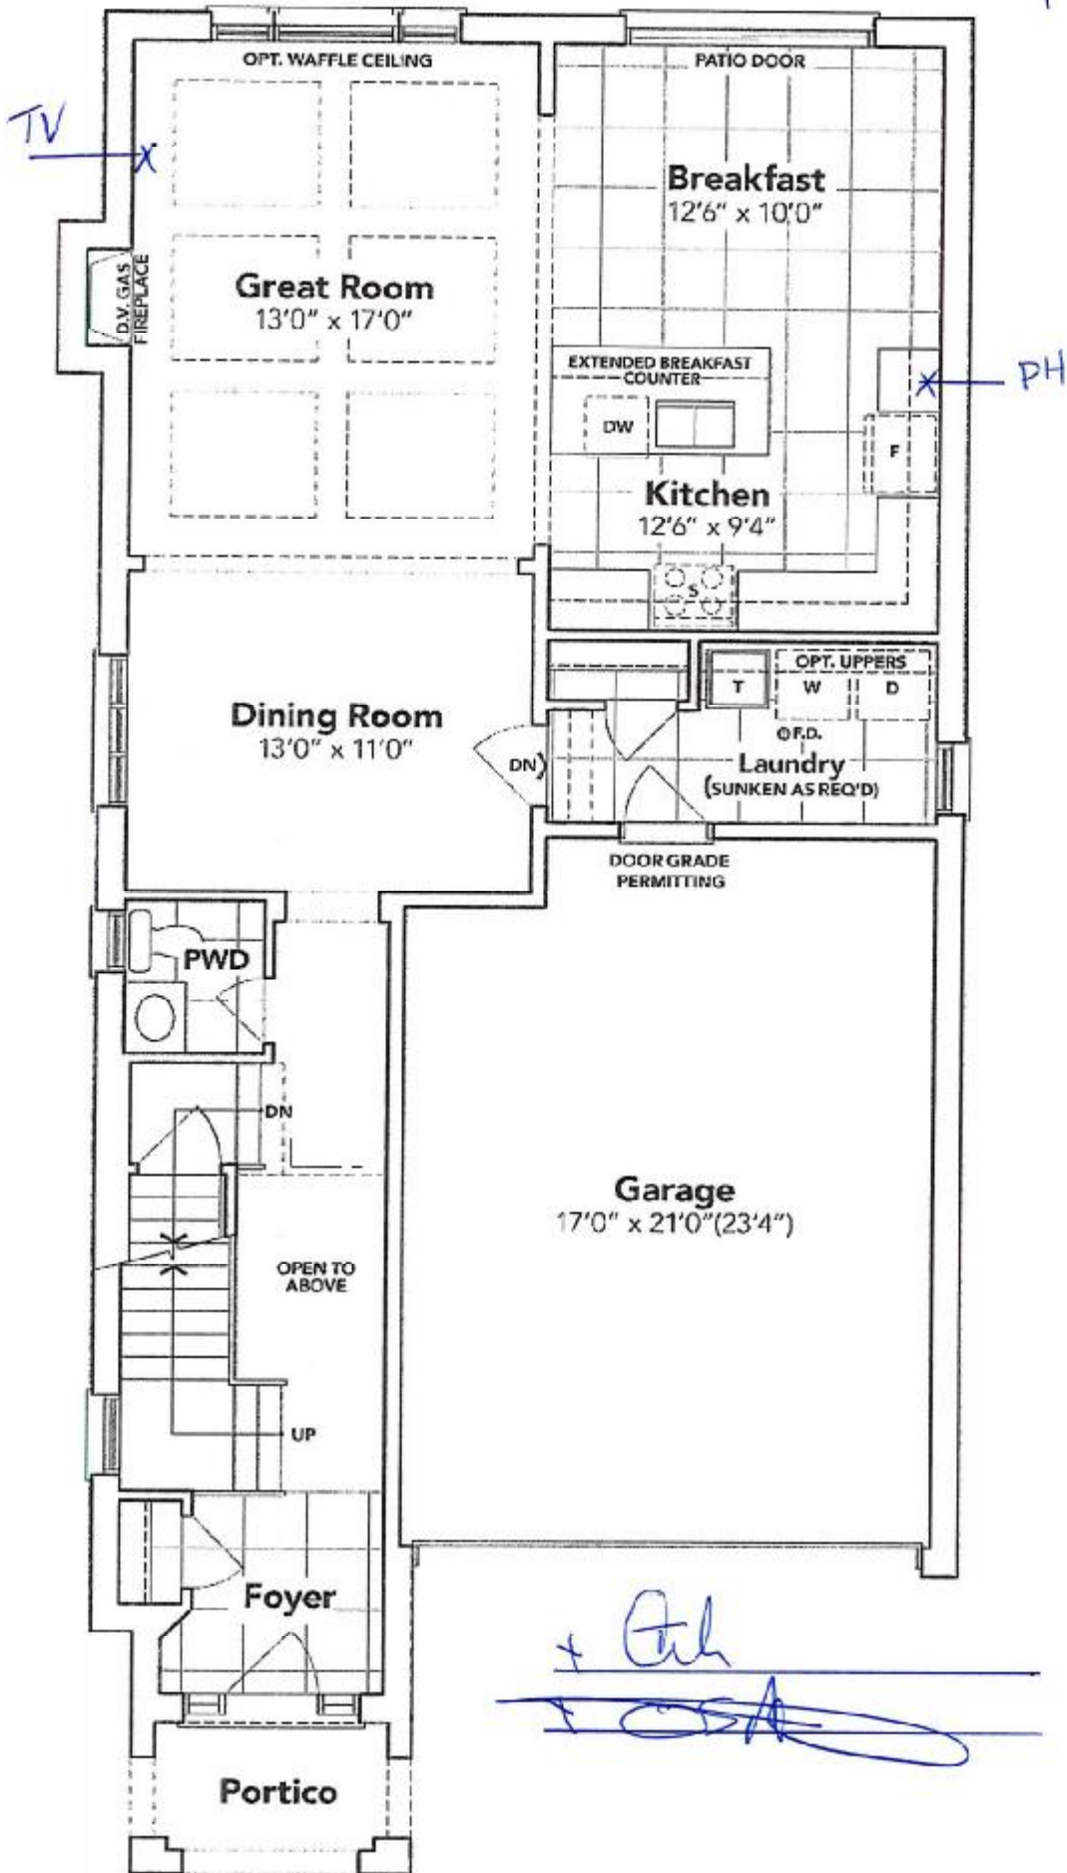 OPT. WAFFLE CEILING
PATIO DOOR
TV
X
Breakfast
12'6" x 10'0"
D.V. GAS
FIREPLACE
Great Room
13'0" x 17'0"
EXTENDED BREAKFAST
COUNTER
X
PH
DW
F
Kitchen
12'6" x 9'4"
S
OPT. UPPERS
T
W
D
F.D.
Dining Room
13'0" x 11'0"
DN
Laundry
(SUNKEN AS REQ'D)
DOOR GRADE
PERMITTING
PWD
DN
Garage
17'0" x 21'0"(23'4")
OPEN TO
ABOVE
UP
Foyer
Portico